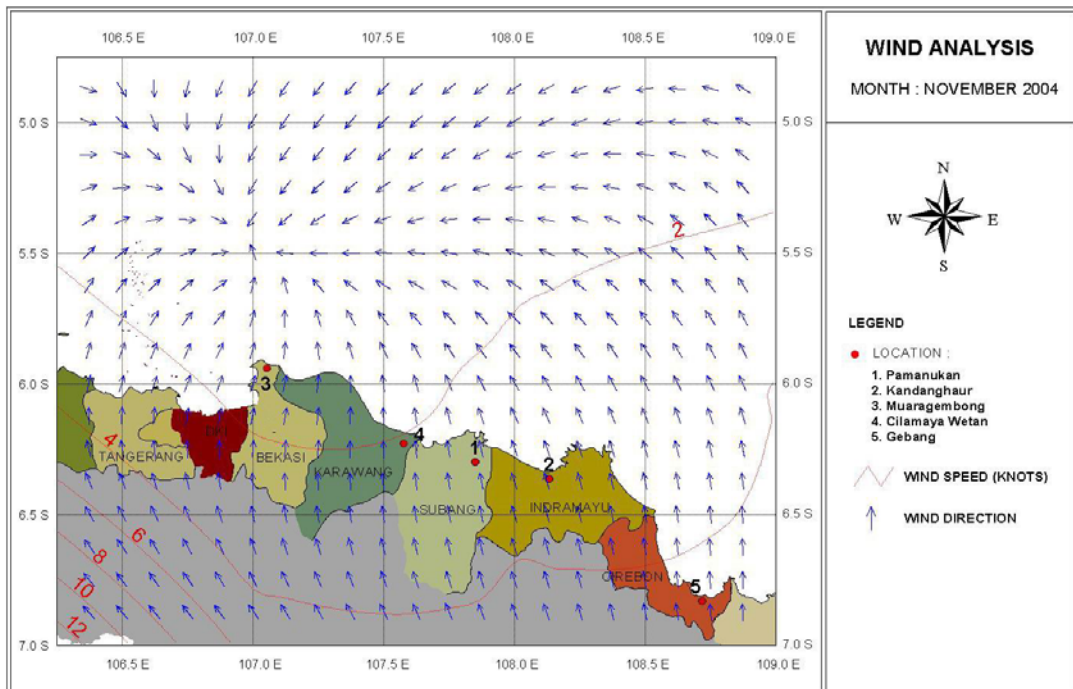 106.5 E 107.0 E 107.5 E 108.0 E 108.5 E 109.0 E
5.0 S 5.0 S
2
5.5 S 5.5 S
3
6.0 S 6.0 S
4 DKI 4 1
TANGERANG BEKASI KARAWANG 2
SUBANG INDRAMAYU
6.5 S 6.5 S
6
8 CIREBON
10 5
12
7.0 S 7.0 S
106.5 E 107.0 E 107.5 E 108.0 E 108.5 E 109.0 E
WIND ANALYSIS
MONTH : NOVEMBER 2004
N
W E
S
LEGEND
LOCATION :
1. Pamanukan
2. Kandanghaur
3. Muaragembong
4. Cilamaya Wetan
5. Gebang
WIND SPEED (KNOTS)
WIND DIRECTION